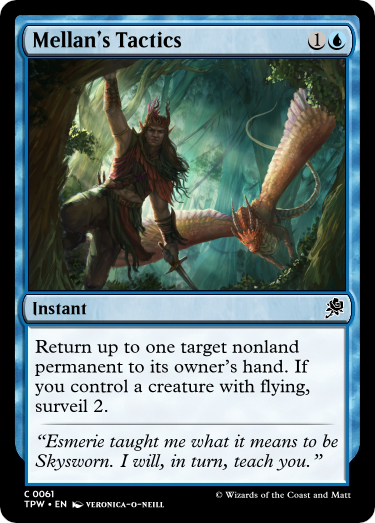 Mellan's Tactics 1
Instant
Return up to one target nonland
permanent to its owner's hand. If
you control a creature with flying,
surveil 2.
"Esmerie taught me what it means to be
Skysworn. I will, in turn, teach you."
C 0061
TPW • EN VERONICA-O-NEILL
© Wizards of the Coast and Matt